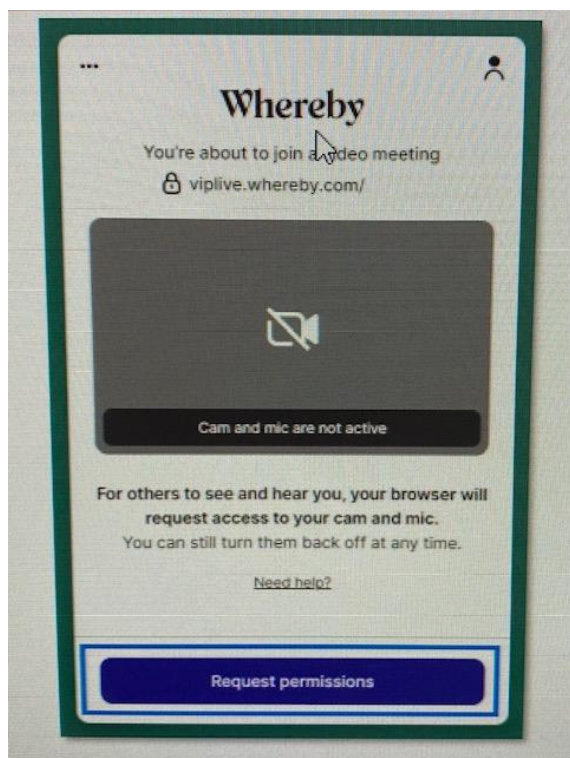 Whereby
You're about to join a video meeting
viplive.whereby.com/
Cam and mic are not active
For others to see and hear you, your browser will
request access to your cam and mic.
You can still turn them back off at any time.
Need help?
Request permissions